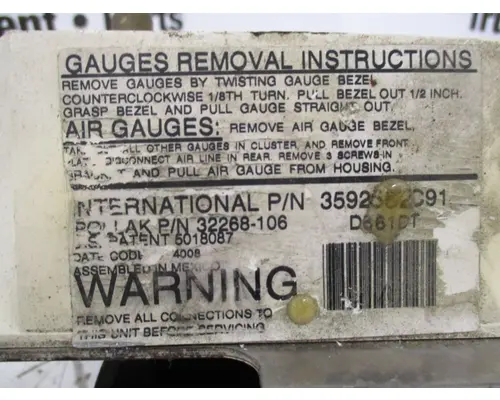 GAUGES REMOVAL INSTRUCTIONS
REMOVE GAUGES BY TWISTING GAUGE BEZEL
COUNTERCLOCKWISE 1/8TH TURN. PULL BEZEL OUT 1/2 INCH.
GRASP BEZEL AND PULL GAUGE STRAIGHT OUT.
AIR GAUGES: REMOVE AIR GAUGE BEZEL.
ALL OTHER GAUGES IN CLUSTER, AND REMOVE FRONT
DISCONNECT AIR LINE IN REAR. REMOVE 3 SCREWS IN
AND PULL AIR GAUGE FROM HOUSING.
INTERNATIONAL P/N
POLLAK P/N 32268-106
U.S. PATENT 5018087
DATE CODE 4008
ASSEMBLED IN MEXICO
WARNING
REMOVE ALL CONNECTIONS TO
THIS UNIT BEFORE SERVICING